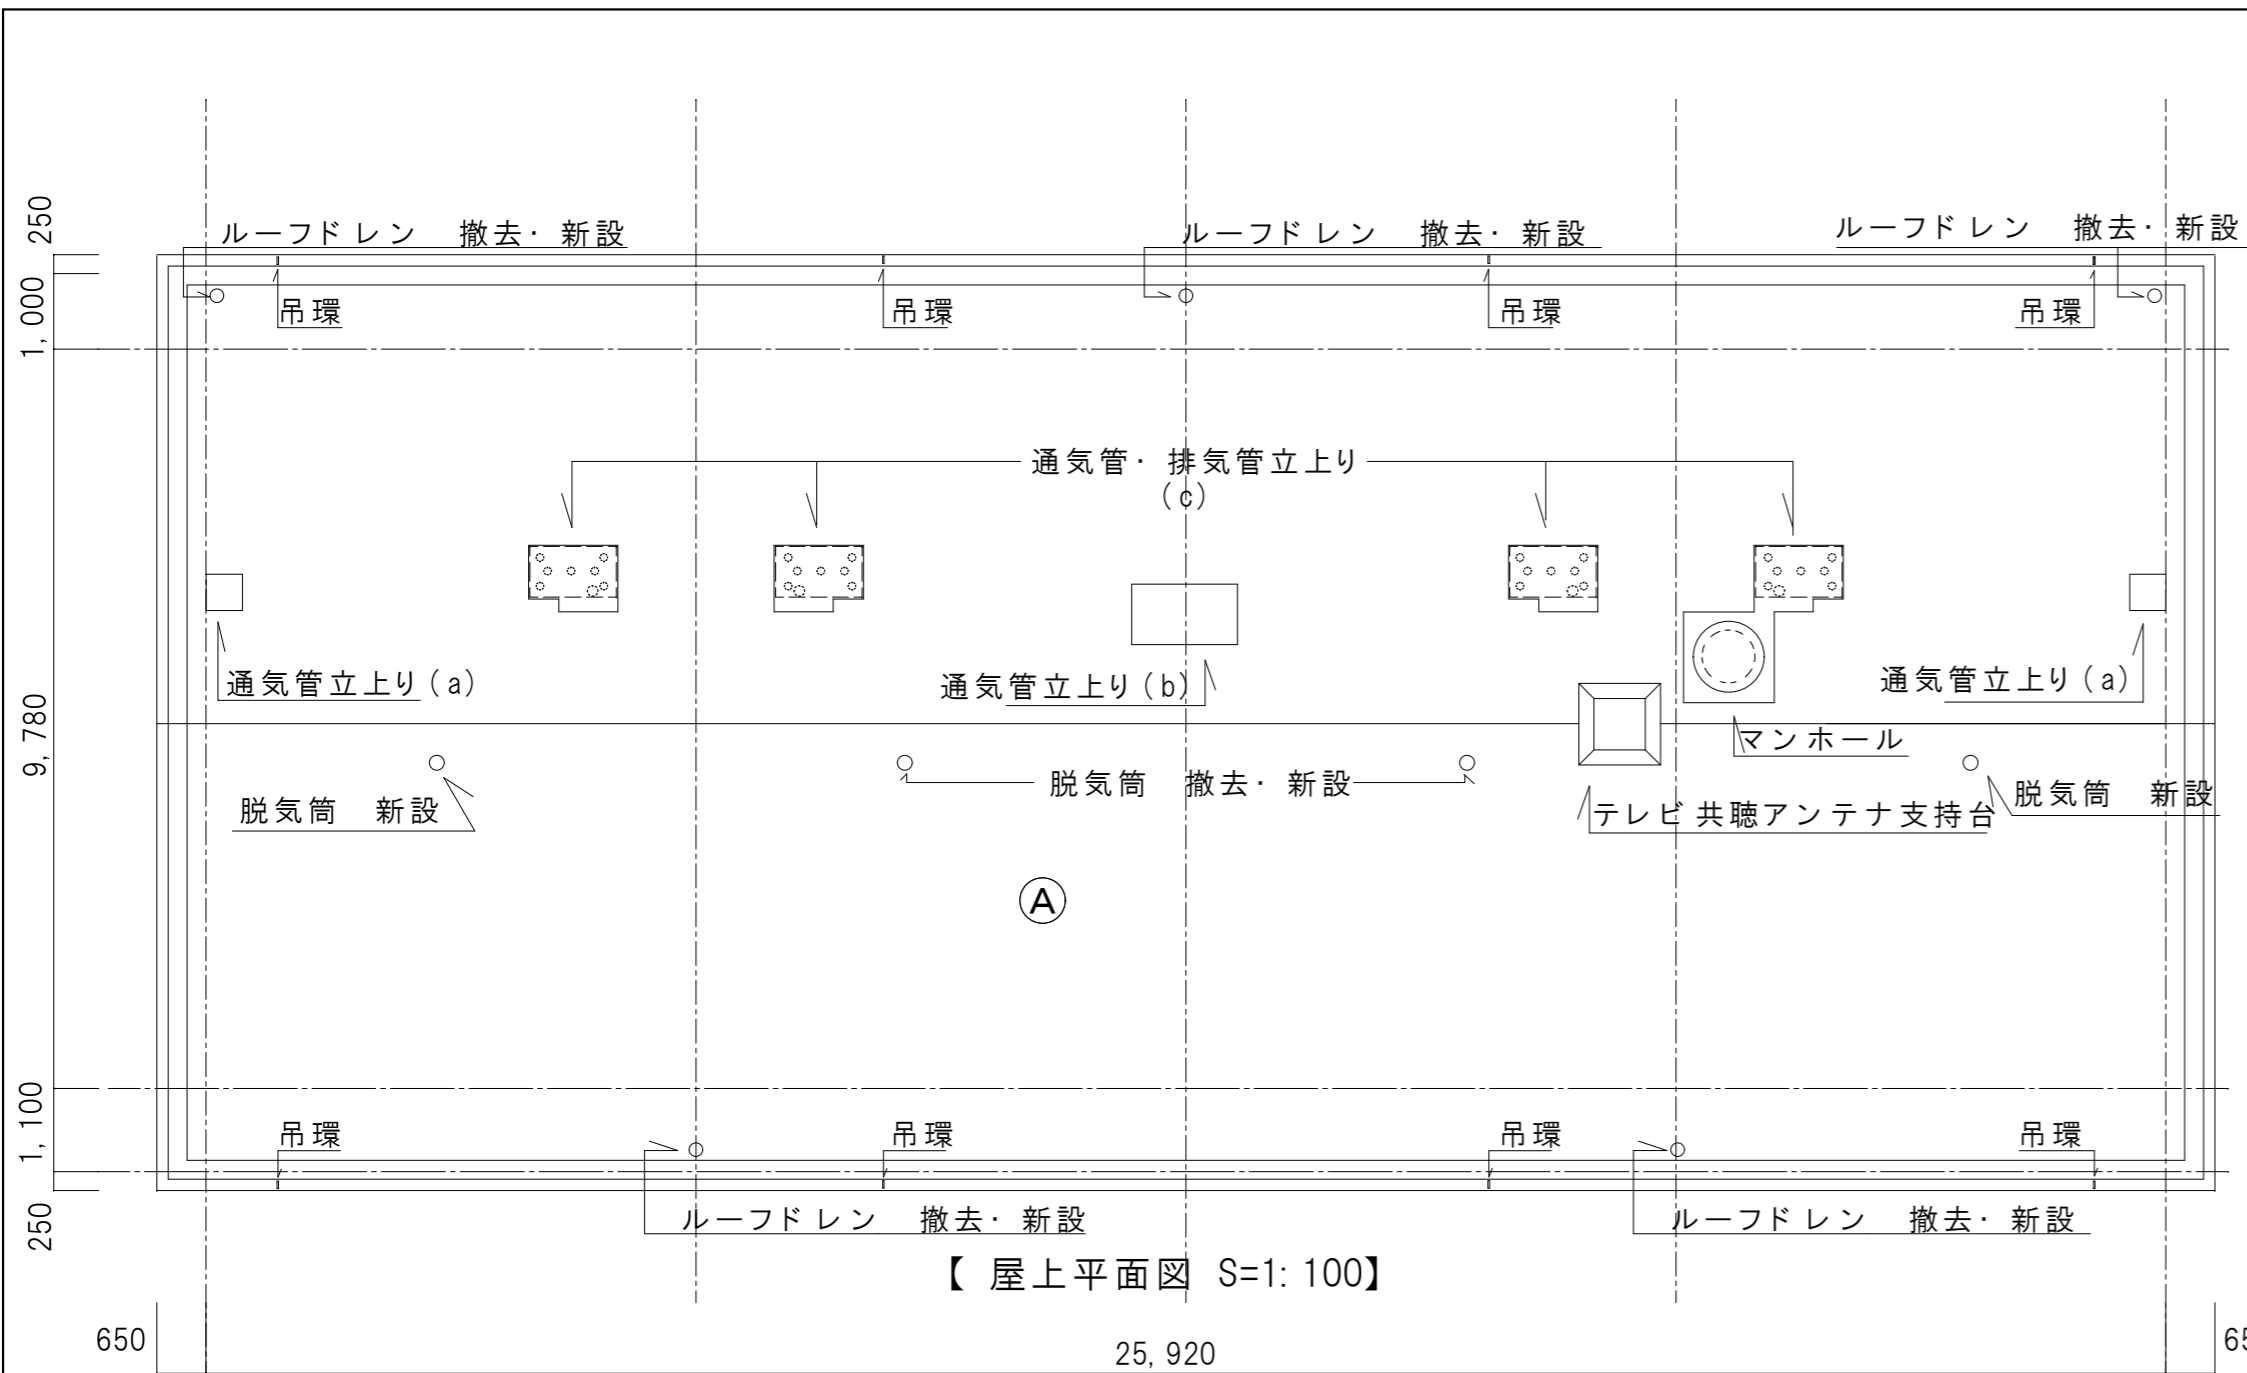 250
ルーフドレン 撤去・新設
ルーフドレン 撤去・新設
ルーフドレン 撤去・新設
1,000
吊環
吊環
吊環
吊環
通気管・排気管立上り
(c)
通気管立上り(a)
通気管立上り(b)
通気管立上り(a)
9,780
マンホール
脱気筒 新設
脱気筒 撤去・新設
テレビ共聴アンテナ支持台
脱気筒 新設
A
1,100
吊環
吊環
吊環
吊環
250
ルーフドレン 撤去・新設
ルーフドレン 撤去・新設
【 屋上平面図 S=1:100】
650
25,920